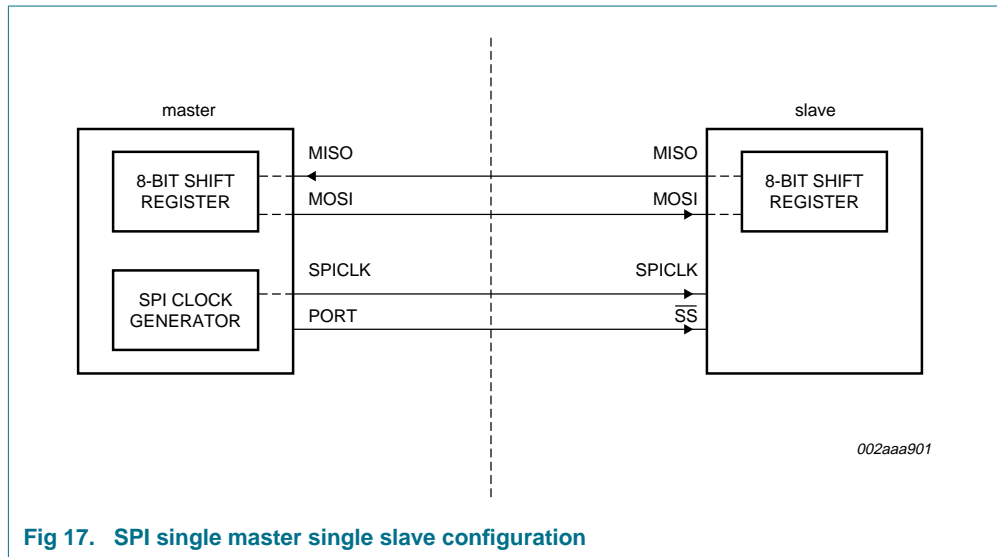 master
slave
8-BIT SHIFT
REGISTER
MISO
MISO
MOSI
MOSI
8-BIT SHIFT
REGISTER
SPI CLOCK
GENERATOR
SPICLK
SPICLK
PORT
S̅S̅
002aaa901
Fig 17. SPI single master single slave configuration